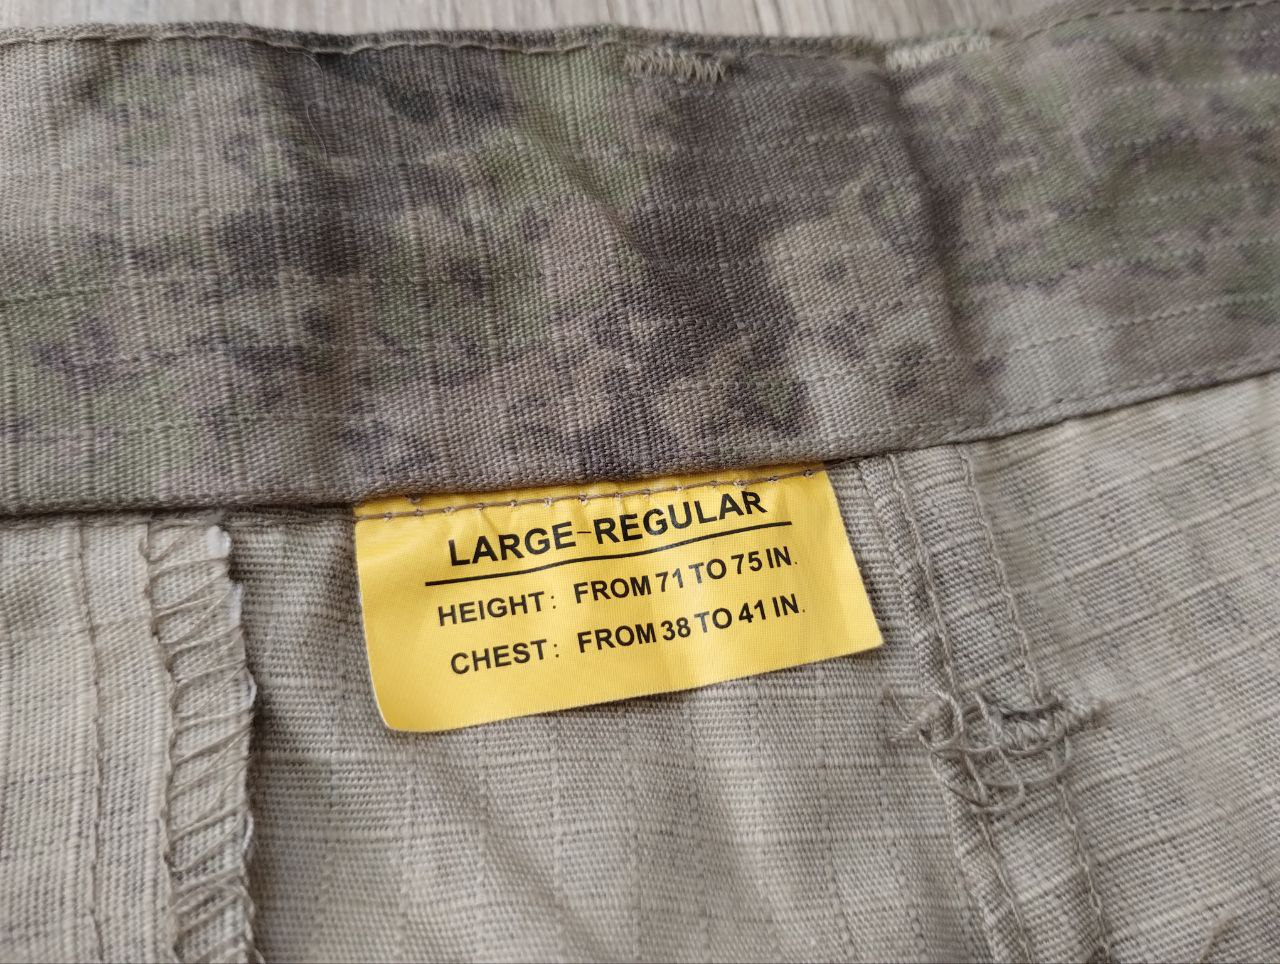 LARGE-REGULAR
HEIGHT: FROM 71 TO 75 IN.
CHEST: FROM 38 TO 41 IN.